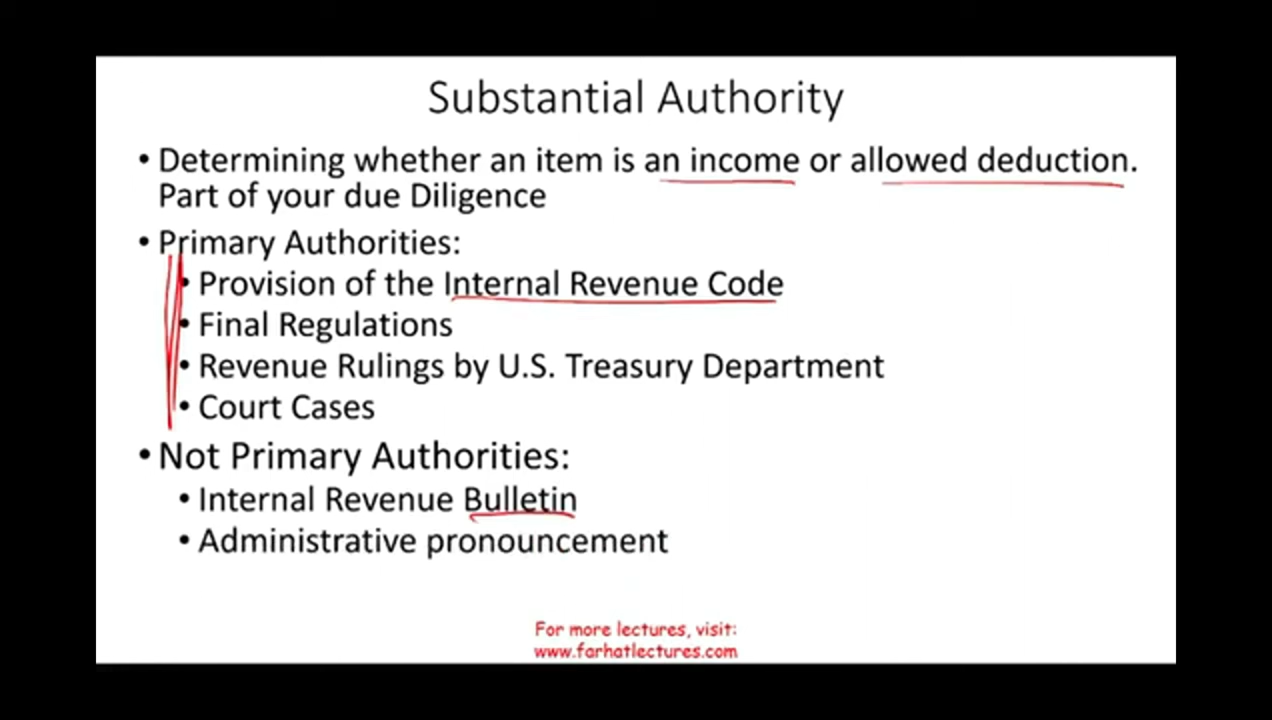 Substantial Authority
• Determining whether an item is an income or allowed deduction.
Part of your due Diligence
• Primary Authorities:
• Provision of the Internal Revenue Code
• Final Regulations
• Revenue Rulings by U.S. Treasury Department
• Court Cases
• Not Primary Authorities:
• Internal Revenue Bulletin
• Administrative pronouncement
For more lectures, visit:
www.farhatlectures.com